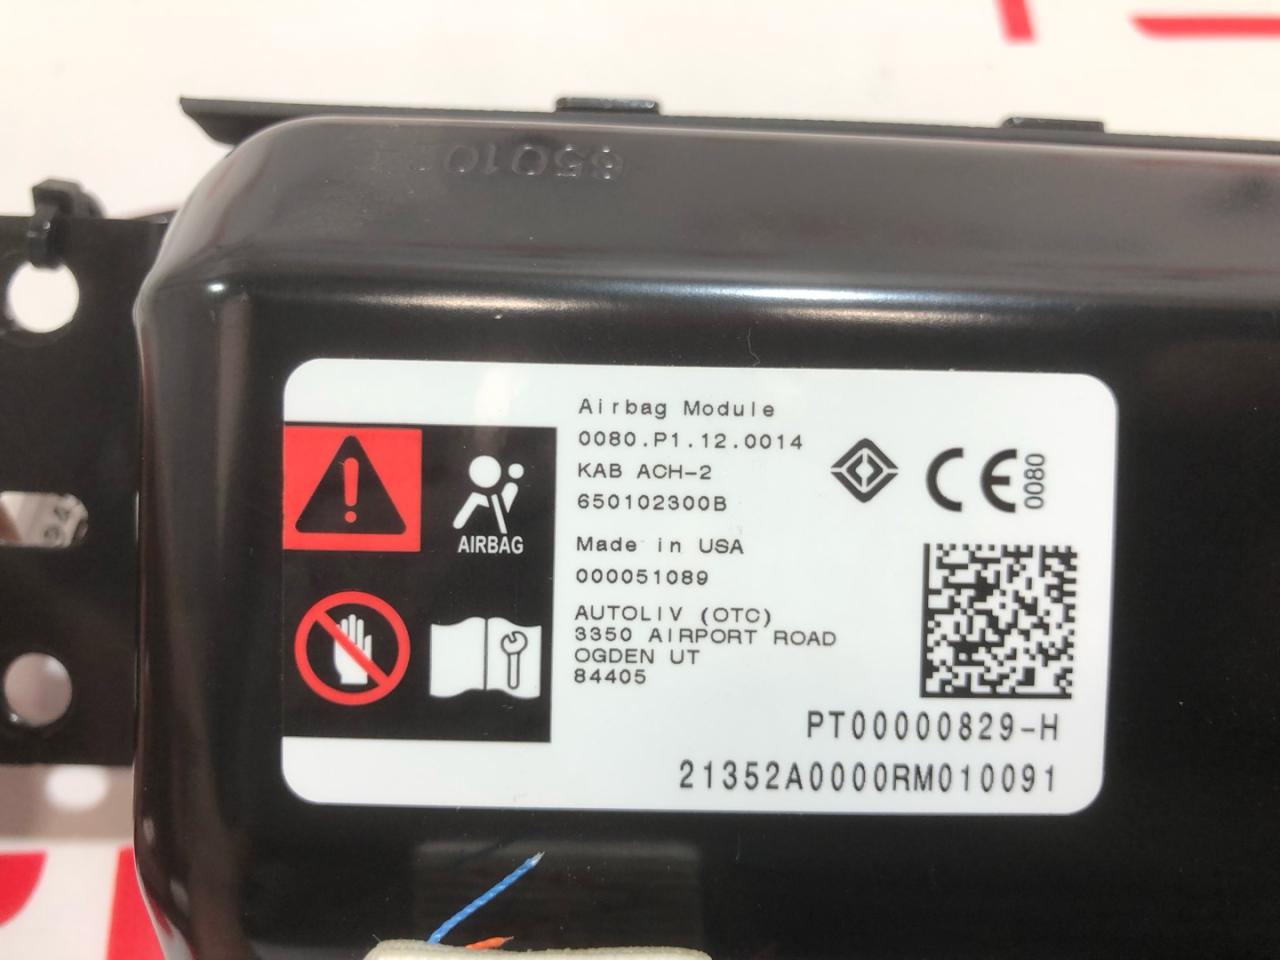 Airbag Module
0080.P1.12.0014
KAB ACH-2
650102300B
Made in USA
000051089
AUTOLIV (OTC)
3350 AIRPORT ROAD
OGDEN UT
84405
AIRBAG
CE
0080
PT00000829-H
21352A0000RM010091